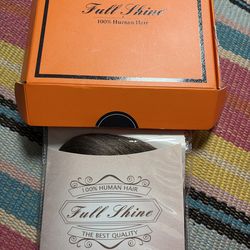 Full Shine
100% Human Hair
100% HUMAN HAIR
Full Shine
THE BEST QUALITY